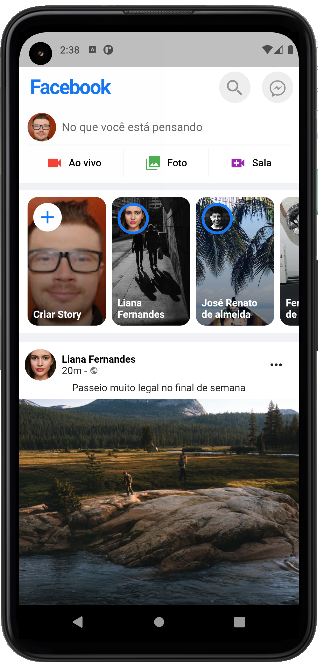 2:38
Facebook
No que você está pensando
Ao vivo
Foto
Sala
Criar Story
Liana
Fernandes
José Renato
de almeida
Fer
Liana Fernandes
20m -
Passeio muito legal no final de semana